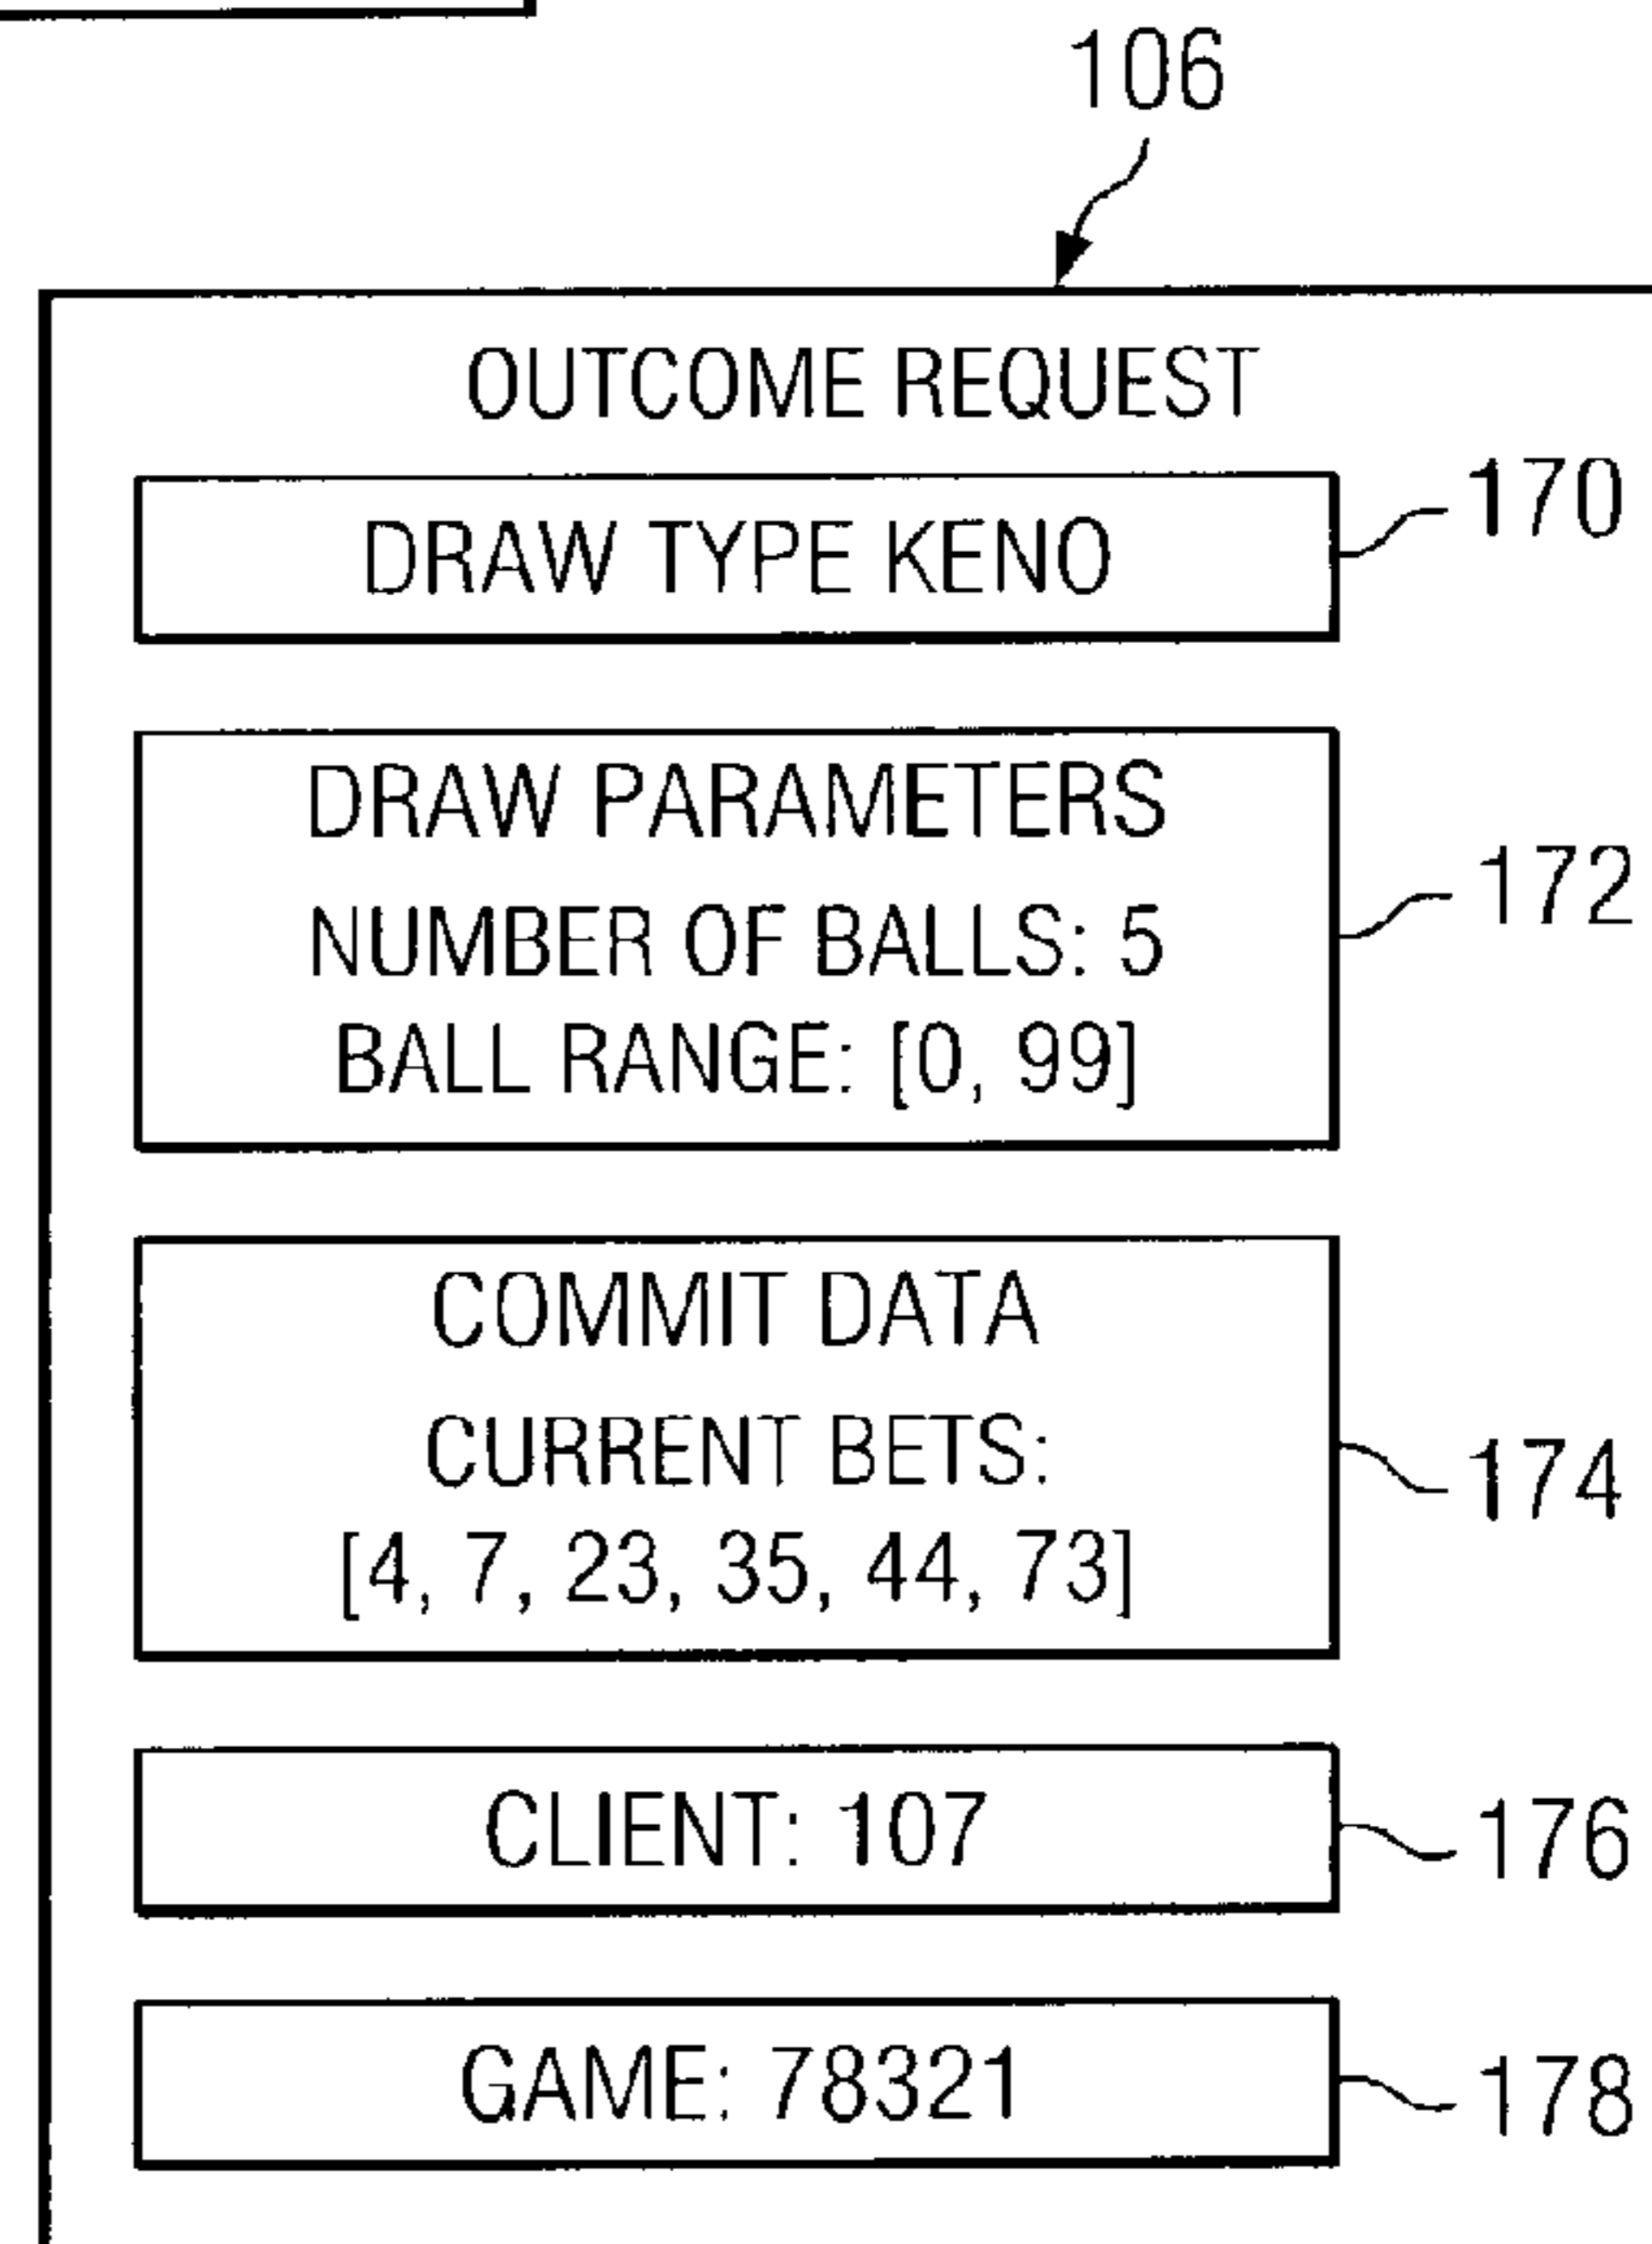 106
OUTCOME REQUEST
DRAW TYPE KENO
170
DRAW PARAMETERS
NUMBER OF BALLS: 5
BALL RANGE: [0, 99]
172
COMMIT DATA
CURRENT BETS:
[4, 7, 23, 35, 44, 73]
174
CLIENT: 107
176
GAME: 78321
178